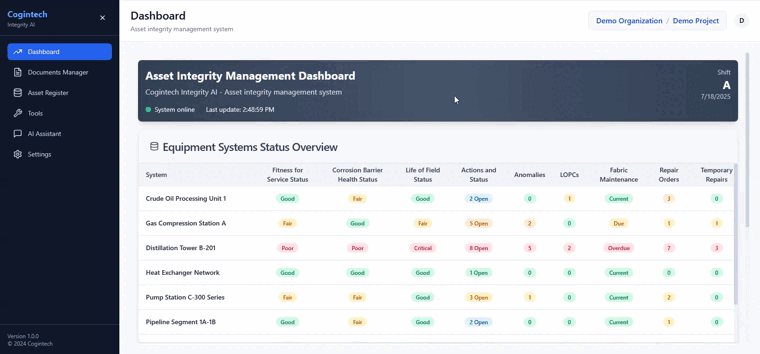 Cogintech
Integrity AI
Dashboard
Documents Manager
Asset Register
Tools
AI Assistant
Settings
Version 1.0.0
© 2024 Cogintech
Dashboard
Asset integrity management system
Demo Organization / Demo Project
D
Asset Integrity Management Dashboard
Cogintech Integrity AI - Asset integrity management system
System online Last update: 2:48:59 PM
Shift
A
7/18/2025
Equipment Systems Status Overview
System Fitness for Service Status Corrosion Barrier Health Status Life of Field Status Actions and Status Anomalies LOPCs Fabric Maintenance Repair Orders Temporary Repairs
Crude Oil Processing Unit 1 Good Fair Good 2 Open 0 1 Current 3 0
Gas Compression Station A Fair Good Fair 5 Open 2 0 Due 1 1
Distillation Tower B-201 Poor Poor Critical 8 Open 5 2 Overdue 7 3
Heat Exchanger Network Good Good Good 1 Open 0 0 Current 0 0
Pump Station C-300 Series Fair Fair Good 3 Open 1 0 Current 2 0
Pipeline Segment 1A-1B Good Fair Good 2 Open 0 0 Current 1 0